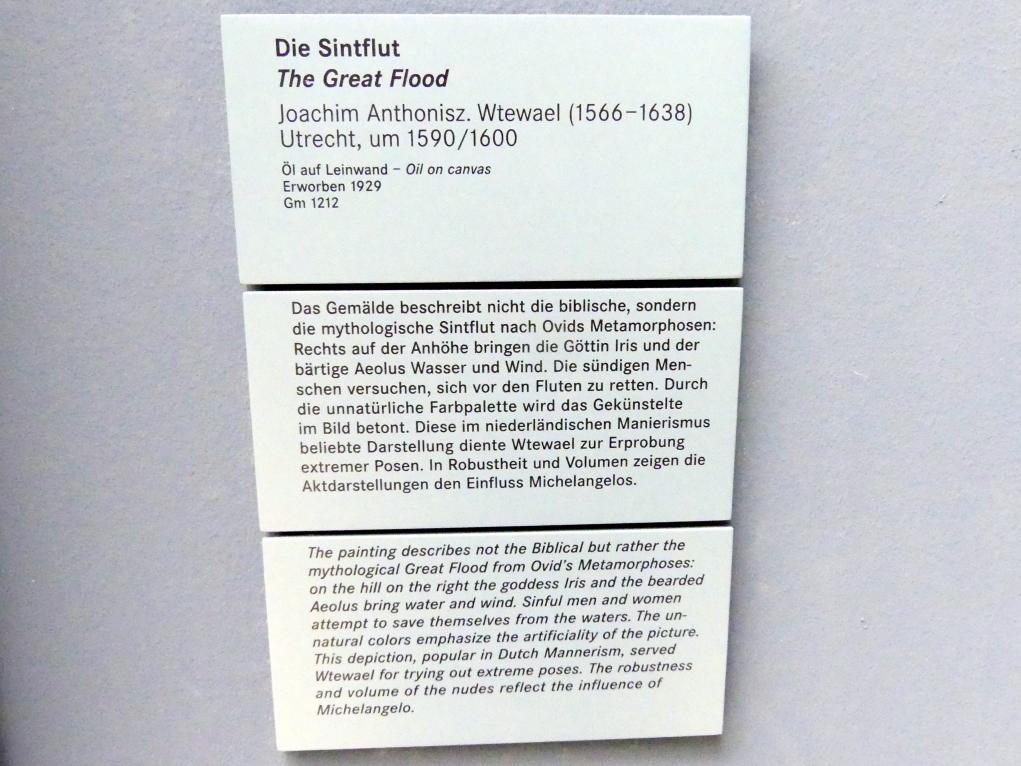 Die Sintflut
The Great Flood
Joachim Anthonisz. Wtewael (1566–1638)
Utrecht, um 1590/1600
Öl auf Leinwand – Oil on canvas
Erworben 1929
Gm 1212
Das Gemälde beschreibt nicht die biblische, sondern
die mythologische Sintflut nach Ovids Metamorphosen:
Rechts auf der Anhöhe bringen die Göttin Iris und der
bärtige Aeolus Wasser und Wind. Die sündigen Men-
schen versuchen, sich vor den Fluten zu retten. Durch
die unnatürliche Farbpalette wird das Gekünstelte
im Bild betont. Diese im niederländischen Manierismus
beliebte Darstellung diente Wtewael zur Erprobung
extremer Posen. In Robustheit und Volumen zeigen die
Aktdarstellungen den Einfluss Michelangelos.
The painting describes not the Biblical but rather the
mythological Great Flood from Ovid's Metamorphoses:
on the hill on the right the goddess Iris and the bearded
Aeolus bring water and wind. Sinful men and women
attempt to save themselves from the waters. The un-
natural colors emphasize the artificiality of the picture.
This depiction, popular in Dutch Mannerism, served
Wtewael for trying out extreme poses. The robustness
and volume of the nudes reflect the influence of
Michelangelo.